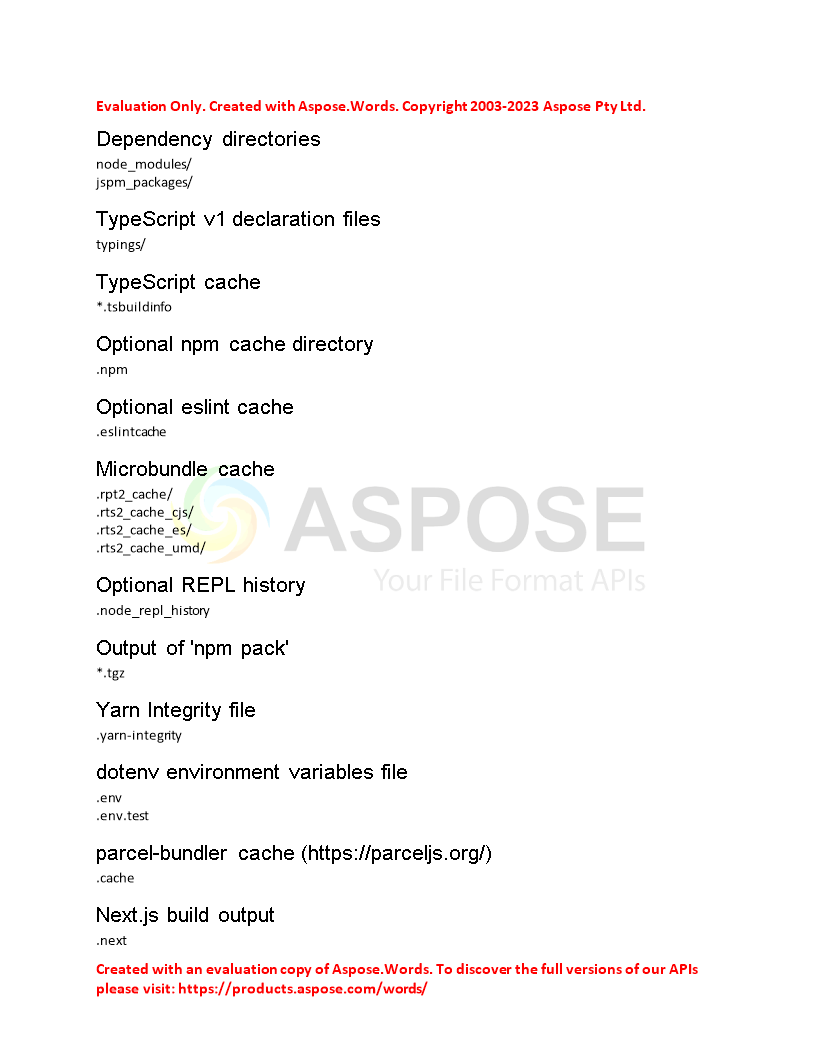 Evaluation Only. Created with Aspose.Words. Copyright 2003-2023 Aspose Pty Ltd.
Dependency directories
node_modules/
jspm_packages/
TypeScript v1 declaration files
typings/
TypeScript cache
*.tsbuildinfo
Optional npm cache directory
.npm
Optional eslint cache
.eslintcache
Microbundle cache
.rpt2_cache/
.rts2_cache_cjs/
.rts2_cache_es/
.rts2_cache_umd/
ASPOSE
Your File Format APIs
Optional REPL history
.node_repl_history
Output of 'npm pack'
*.tgz
Yarn Integrity file
.yarn-integrity
dotenv environment variables file
.env
.env.test
parcel-bundler cache (https://parceljs.org/)
.cache
Next.js build output
.next
Created with an evaluation copy of Aspose.Words. To discover the full versions of our APIs
please visit: https://products.aspose.com/words/